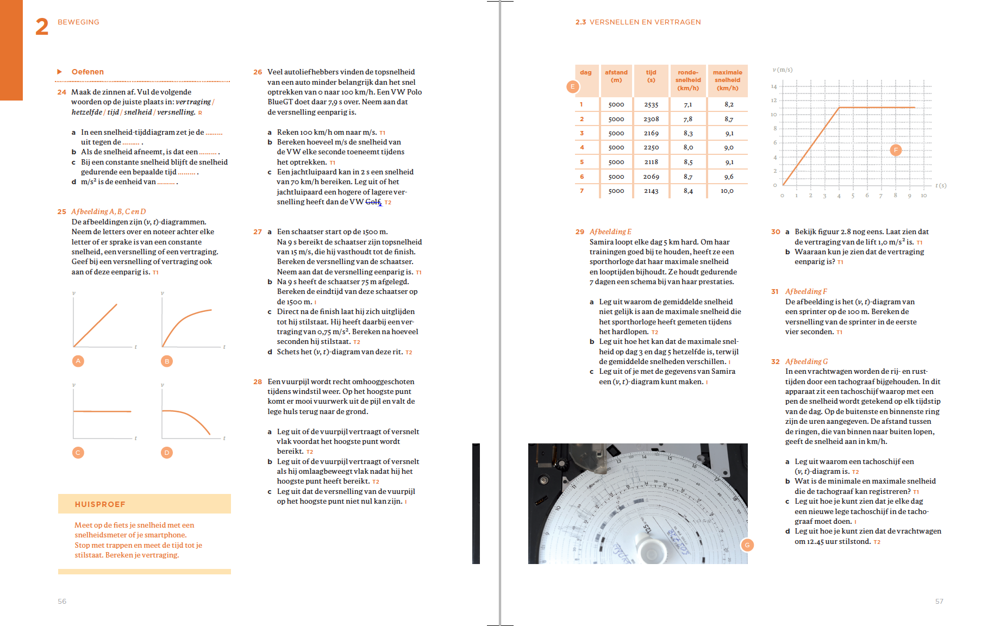 2 BEWEGING
Oefenen
24 Maak de zinnen af. Vul de volgende
woorden op de juiste plaats in: vertraging /
hetzelfde / tijd / snelheid / versnelling. R
a In een snelheid-tijddiagram zet je de .........
uit tegen de ......... .
b Als de snelheid afneemt, is dat een ......... .
c Bij een constante snelheid blijft de snelheid
gedurende een bepaalde tijd ......... .
d m/s² is de eenheid van ......... .
25 Afbeelding A, B, C en D
De afbeeldingen zijn (v, t)-diagrammen.
Neem de letters over en noteer achter elke
letter of er sprake is van een constante
snelheid, een versnelling of een vertraging.
Geef bij een versnelling of vertraging ook
aan of deze eenparig is. T1
v
t
A
v
t
B
v
t
C
v
t
D
HUISPROEF
Meet op de fiets je snelheid met een
snelheidsmeter of je smartphone.
Stop met trappen en meet de tijd tot je
stilstaat. Bereken je vertraging.
56
26 Veel autoliefhebbers vinden de topsnelheid
van een auto minder belangrijk dan het snel
optrekken van 0 naar 100 km/h. Een VW Polo
BlueGT doet daar 7,9 s over. Neem aan dat
de versnelling eenparig is.
a Reken 100 km/h om naar m/s. T1
b Bereken hoeveel m/s de snelheid van
de VW elke seconde toeneemt tijdens
het optrekken. T1
c Een jachtluipaard kan in 2 s een snelheid
van 70 km/h bereiken. Leg uit of het
jachtluipaard een hogere of lagere ver-
snelling heeft dan de VW Golf. T2
27 a Een schaatser start op de 1500 m.
Na 9 s bereikt de schaatser zijn topsnelheid
van 15 m/s, die hij vasthoudt tot de finish.
Bereken de versnelling van de schaatser.
Neem aan dat de versnelling eenparig is. T1
b Na 9 s heeft de schaatser 75 m afgelegd.
Bereken de eindtijd van deze schaatser op
de 1500 m. I
c Direct na de finish laat hij zich uitglijden
tot hij stilstaat. Hij heeft daarbij een ver-
traging van 0,75 m/s². Bereken na hoeveel
seconden hij stilstaat. T2
d Schets het (v, t)-diagram van deze rit. T2
28 Een vuurpijl wordt recht omhooggeschoten
tijdens windstil weer. Op het hoogste punt
komt er mooi vuurwerk uit de pijl en valt de
lege huls terug naar de grond.
a Leg uit of de vuurpijl vertraagt of versnelt
vlak voordat het hoogste punt wordt
bereikt. T2
b Leg uit of de vuurpijl vertraagt of versnelt
als hij omlaagbeweegt vlak nadat hij het
hoogste punt heeft bereikt. T2
c Leg uit dat de versnelling van de vuurpijl
op het hoogste punt niet nul kan zijn. I
2.3 VERSNELLEN EN VERTRAGEN
E
dag afstand (m) tijd (s) ronde-snelheid (km/h) maximale snelheid (km/h)
1 5000 2535 7,1 8,2
2 5000 2308 7,8 8,7
3 5000 2169 8,3 9,1
4 5000 2250 8,0 9,0
5 5000 2118 8,5 9,1
6 5000 2069 8,7 9,6
7 5000 2143 8,4 10,0
v (m/s)
14
12
10
8
6
4
2
0
0 1 2 3 4 5 6 7 8 9 10
t (s)
F
29 Afbeelding E
Samira loopt elke dag 5 km hard. Om haar
trainingen goed bij te houden, heeft ze een
sporthorloge dat haar maximale snelheid
en looptijden bijhoudt. Ze houdt gedurende
7 dagen een schema bij van haar prestaties.
a Leg uit waarom de gemiddelde snelheid
niet gelijk is aan de maximale snelheid die
het sporthorloge heeft gemeten tijdens
het hardlopen. T2
b Leg uit hoe het kan dat de maximale snel-
heid op dag 3 en dag 5 hetzelfde is, terwijl
de gemiddelde snelheden verschillen. I
c Leg uit of je met de gegevens van Samira
een (v, t)-diagram kunt maken. I
G
30 a Bekijk figuur 2.8 nog eens. Laat zien dat
de vertraging van de lift 1,0 m/s² is. T1
b Waaraan kun je zien dat de vertraging
eenparig is? T1
31 Afbeelding F
De afbeelding is het (v, t)-diagram van
een sprinter op de 100 m. Bereken de
versnelling van de sprinter in de eerste
vier seconden. T1
32 Afbeelding G
In een vrachtwagen worden de rij- en rust-
tijden door een tachograaf bijgehouden. In dit
apparaat zit een tachoschijf waarop met een
pen de snelheid wordt getekend op elk tijdstip
van de dag. Op de buitenste en binnenste ring
zijn de uren aangegeven. De afstand tussen
de ringen, die van binnen naar buiten lopen,
geeft de snelheid aan in km/h.
a Leg uit waarom een tachoschijf een
(v, t)-diagram is. T2
b Wat is de minimale en maximale snelheid
die de tachograaf kan registreren? T1
c Leg uit hoe je kunt zien dat je elke dag
een nieuwe lege tachoschijf in de tacho-
graaf moet doen. I
d Leg uit hoe je kunt zien dat de vrachtwagen
om 12.45 uur stilstond. T2
57